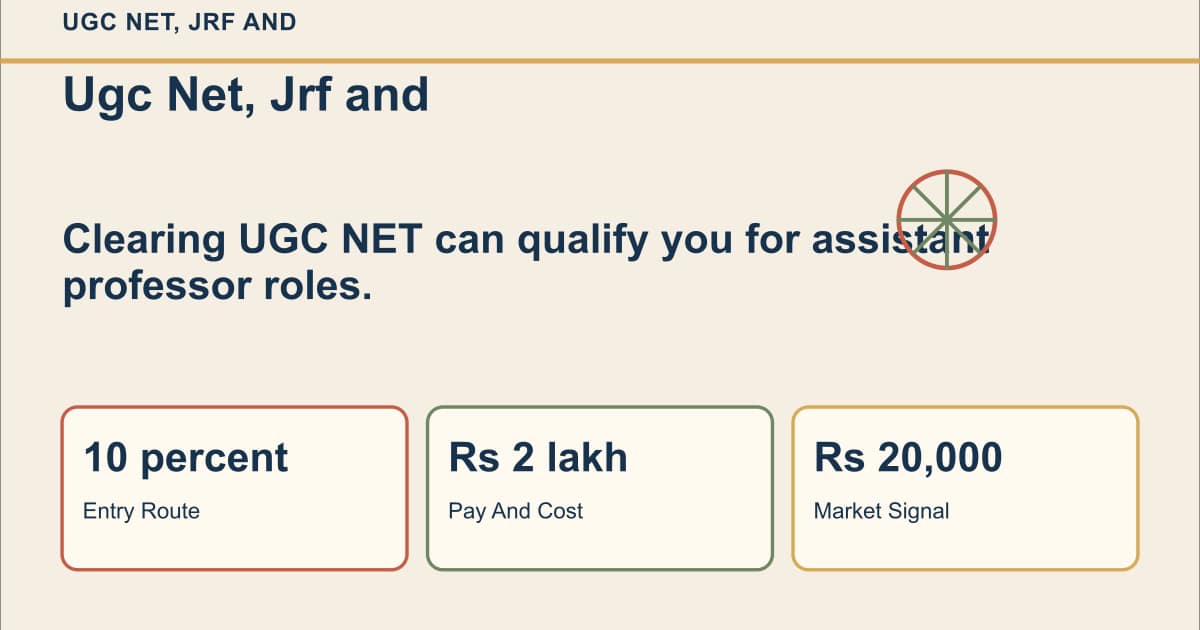 UGC NET, JRF AND
Ugc Net, Jrf and
Clearing UGC NET can qualify you for assistant
professor roles.
10 percent
Entry Route
Rs 2 lakh
Pay And Cost
Rs 20,000
Market Signal